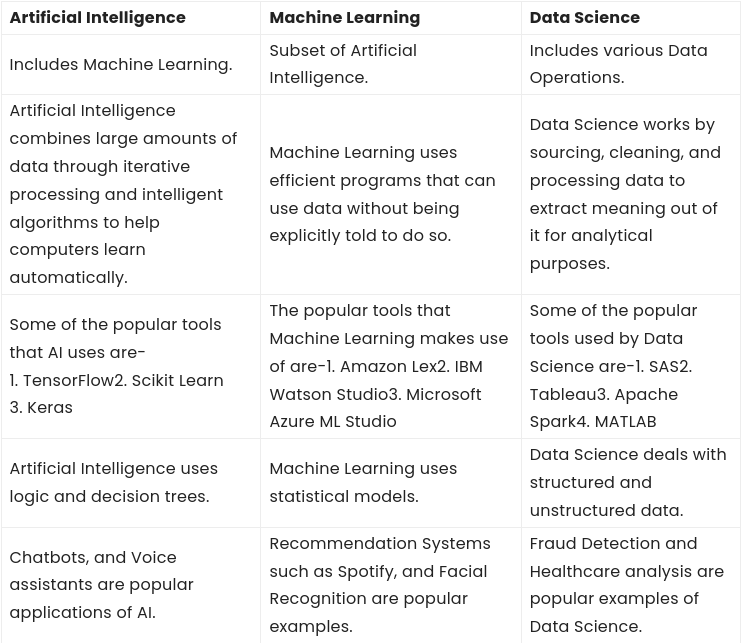 Artificial Intelligence
Machine Learning
Data Science
Includes Machine Learning.
Subset of Artificial
Intelligence.
Includes various Data
Operations.
Artificial Intelligence
combines large amounts of
data through iterative
processing and intelligent
algorithms to help
computers learn
automatically.
Machine Learning uses
efficient programs that can
use data without being
explicitly told to do so.
Data Science works by
sourcing, cleaning, and
processing data to
extract meaning out of
it for analytical
purposes.
Some of the popular tools
that AI uses are-
1. TensorFlow2. Scikit Learn
3. Keras
The popular tools that
Machine Learning makes use
of are-1. Amazon Lex2. IBM
Watson Studio3. Microsoft
Azure ML Studio
Some of the popular
tools used by Data
Science are-1. SAS2.
Tableau3. Apache
Spark4. MATLAB
Artificial Intelligence uses
logic and decision trees.
Machine Learning uses
statistical models.
Data Science deals with
structured and
unstructured data.
Chatbots, and Voice
assistants are popular
applications of AI.
Recommendation Systems
such as Spotify, and Facial
Recognition are popular
examples.
Fraud Detection and
Healthcare analysis are
popular examples of
Data Science.